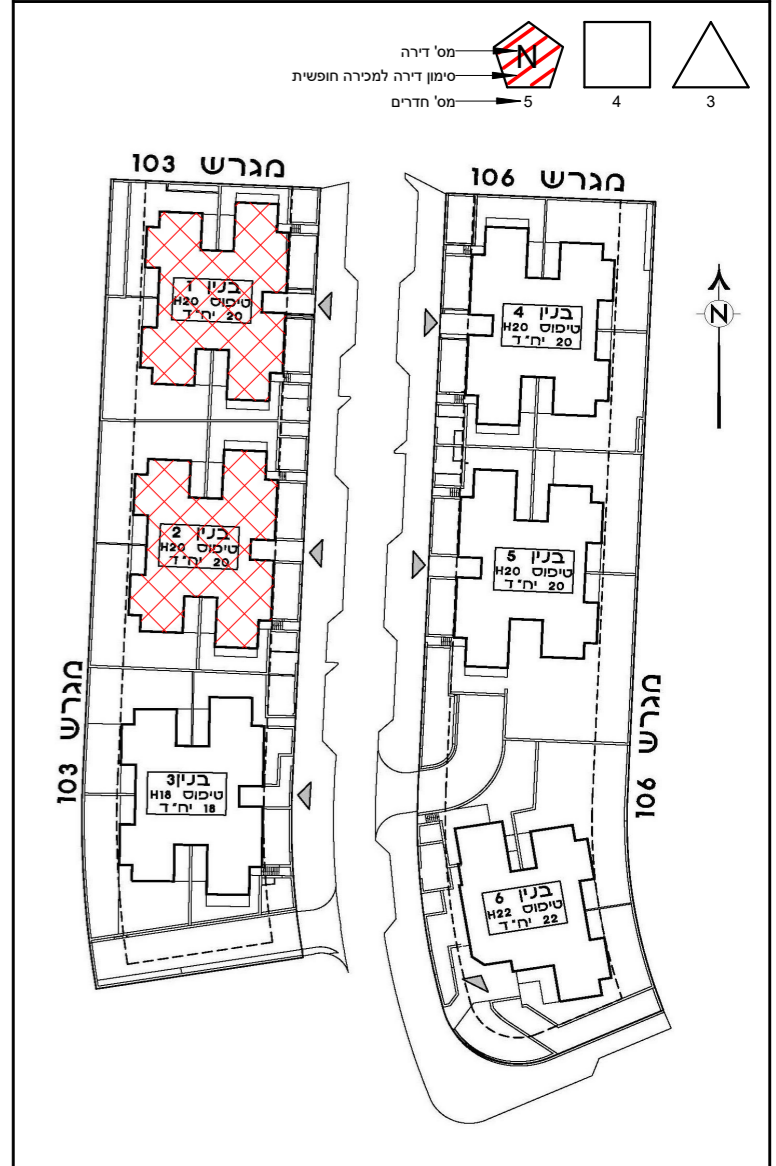 מס' דירה
N
סימון דירה למכירה חופשית
מס' חדרים
5
4
3
מגרש 103
מגרש 106
בנין 1
טיפוס H20
20 יח"ד
בנין 4
טיפוס H20
20 יח"ד
N
בנין 2
טיפוס H20
20 יח"ד
בנין 5
טיפוס H20
20 יח"ד
מגרש 103
מגרש 106
בנין 3
טיפוס H18
18 יח"ד
בנין 6
טיפוס H22
22 יח"ד